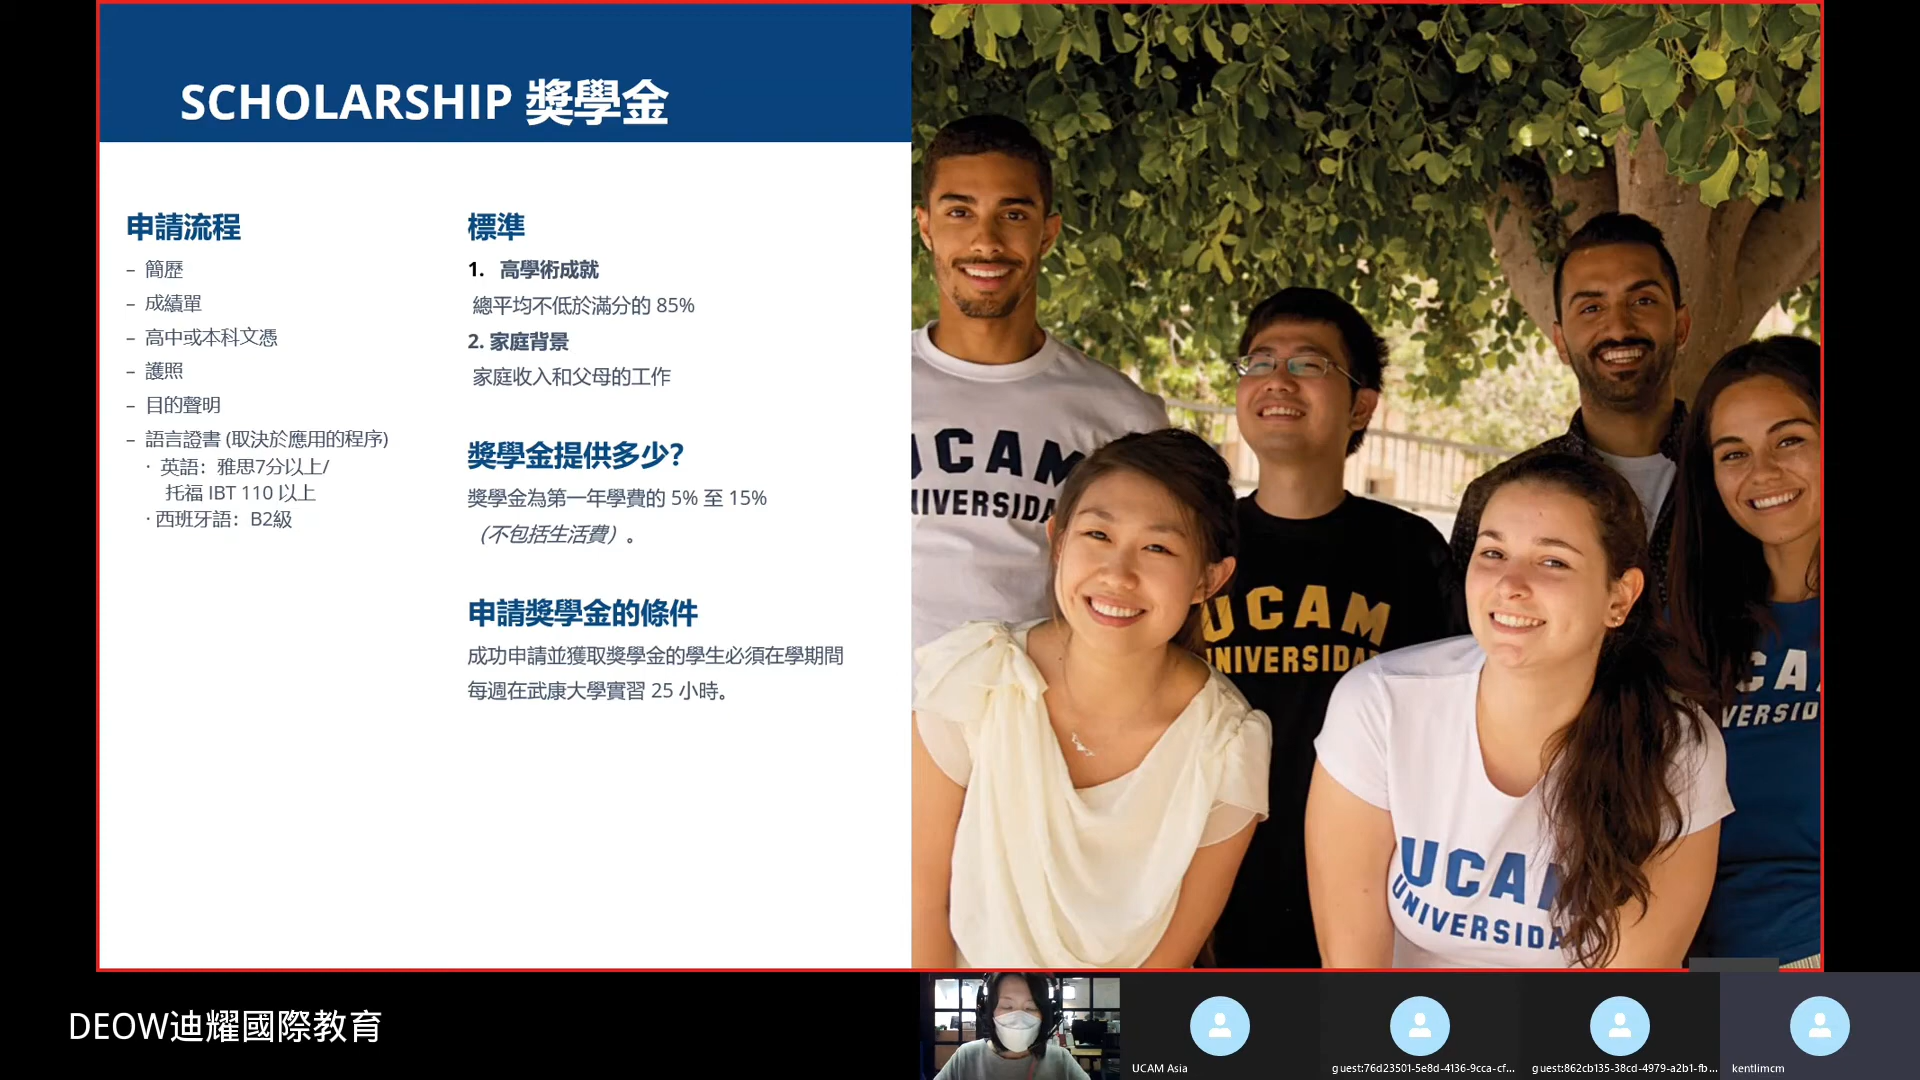 SCHOLARSHIP 獎學金
申請流程
– 簡歷
– 成績單
– 高中或本科文憑
– 護照
– 目的聲明
– 語言證書 (取決於應用的程序)
· 英語：雅思7分以上/
托福 IBT 110 以上
· 西班牙語：B2級
標準
1. 高學術成就
總平均不低於滿分的 85%
2. 家庭背景
家庭收入和父母的工作
獎學金提供多少？
獎學金為第一年學費的 5% 至 15%
（不包括生活費）。
申請獎學金的條件
成功申請並獲取獎學金的學生必須在學期間
每週在武康大學實習 25 小時。
UCAM
UNIVERSIDA
UCAM
UNIVERSIDA
UCAM
UNIVERSIDA
UCA
VERSID
DEOW迪耀國際教育
UCAM Asia
guest:76d23501-5e8d-4136-9cca-cf...
guest:862cb135-38cd-4979-a2b1-fb...
kentlimcm